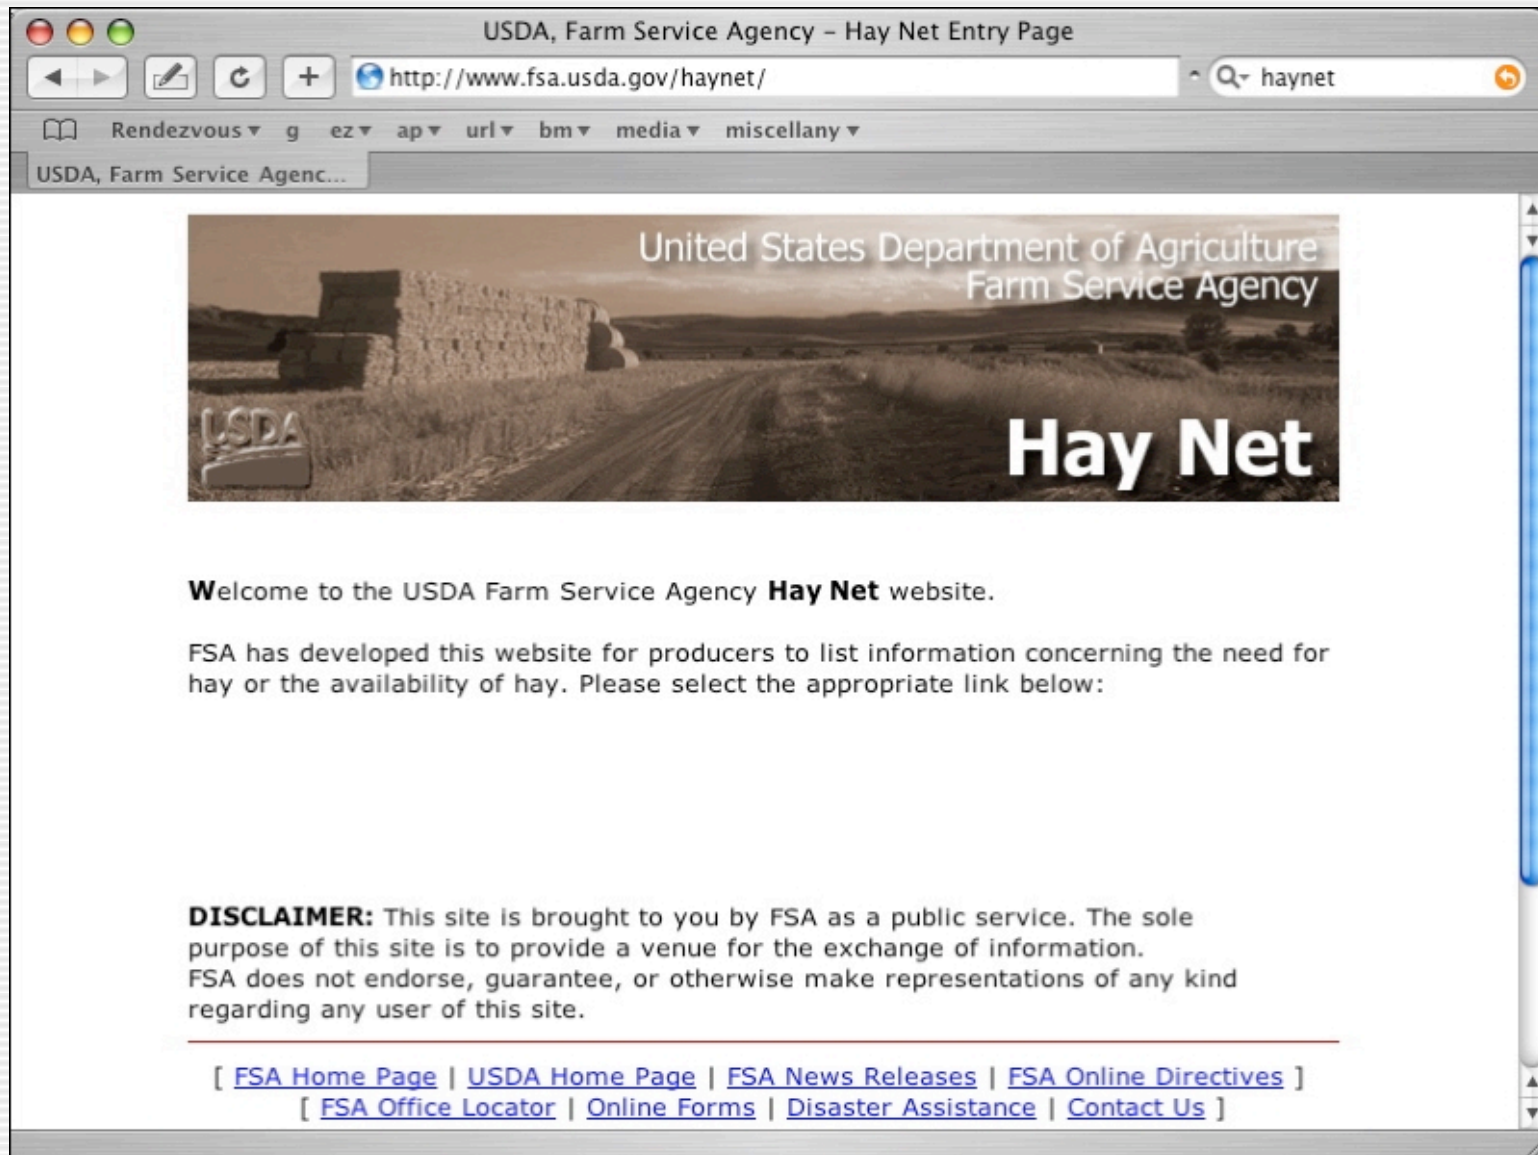 USDA, Farm Service Agency – Hay Net Entry Page
http://www.fsa.usda.gov/haynet/
haynet
Rendezvous g ez ap url bm media miscellany
USDA, Farm Service Agenc...
United States Department of Agriculture
Farm Service Agency
USDA
Hay Net
Welcome to the USDA Farm Service Agency Hay Net website.
FSA has developed this website for producers to list information concerning the need for
hay or the availability of hay. Please select the appropriate link below:
DISCLAIMER: This site is brought to you by FSA as a public service. The sole
purpose of this site is to provide a venue for the exchange of information.
FSA does not endorse, guarantee, or otherwise make representations of any kind
regarding any user of this site.
[ FSA Home Page | USDA Home Page | FSA News Releases | FSA Online Directives ]
[ FSA Office Locator | Online Forms | Disaster Assistance | Contact Us ]